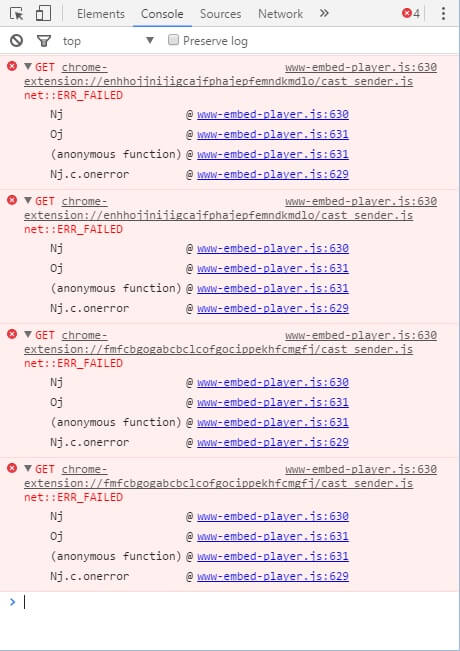 Elements Console Sources Network » 4
top Preserve log
GET chrome- www-embed-player.js:630
extension://enhhojjnijigcajfphajepfemndkmdlo/cast_sender.js
net::ERR_FAILED
Nj @ www-embed-player.js:630
Oj @ www-embed-player.js:631
(anonymous function) @ www-embed-player.js:631
Nj.c.onerror @ www-embed-player.js:629
GET chrome- www-embed-player.js:630
extension://enhhojjnijigcajfphajepfemndkmdlo/cast_sender.js
net::ERR_FAILED
Nj @ www-embed-player.js:630
Oj @ www-embed-player.js:631
(anonymous function) @ www-embed-player.js:631
Nj.c.onerror @ www-embed-player.js:629
GET chrome- www-embed-player.js:630
extension://fmfcbgogabcbclcofgocippekhfcmgfj/cast_sender.js
net::ERR_FAILED
Nj @ www-embed-player.js:630
Oj @ www-embed-player.js:631
(anonymous function) @ www-embed-player.js:631
Nj.c.onerror @ www-embed-player.js:629
GET chrome- www-embed-player.js:630
extension://fmfcbgogabcbclcofgocippekhfcmgfj/cast_sender.js
net::ERR_FAILED
Nj @ www-embed-player.js:630
Oj @ www-embed-player.js:631
(anonymous function) @ www-embed-player.js:631
Nj.c.onerror @ www-embed-player.js:629